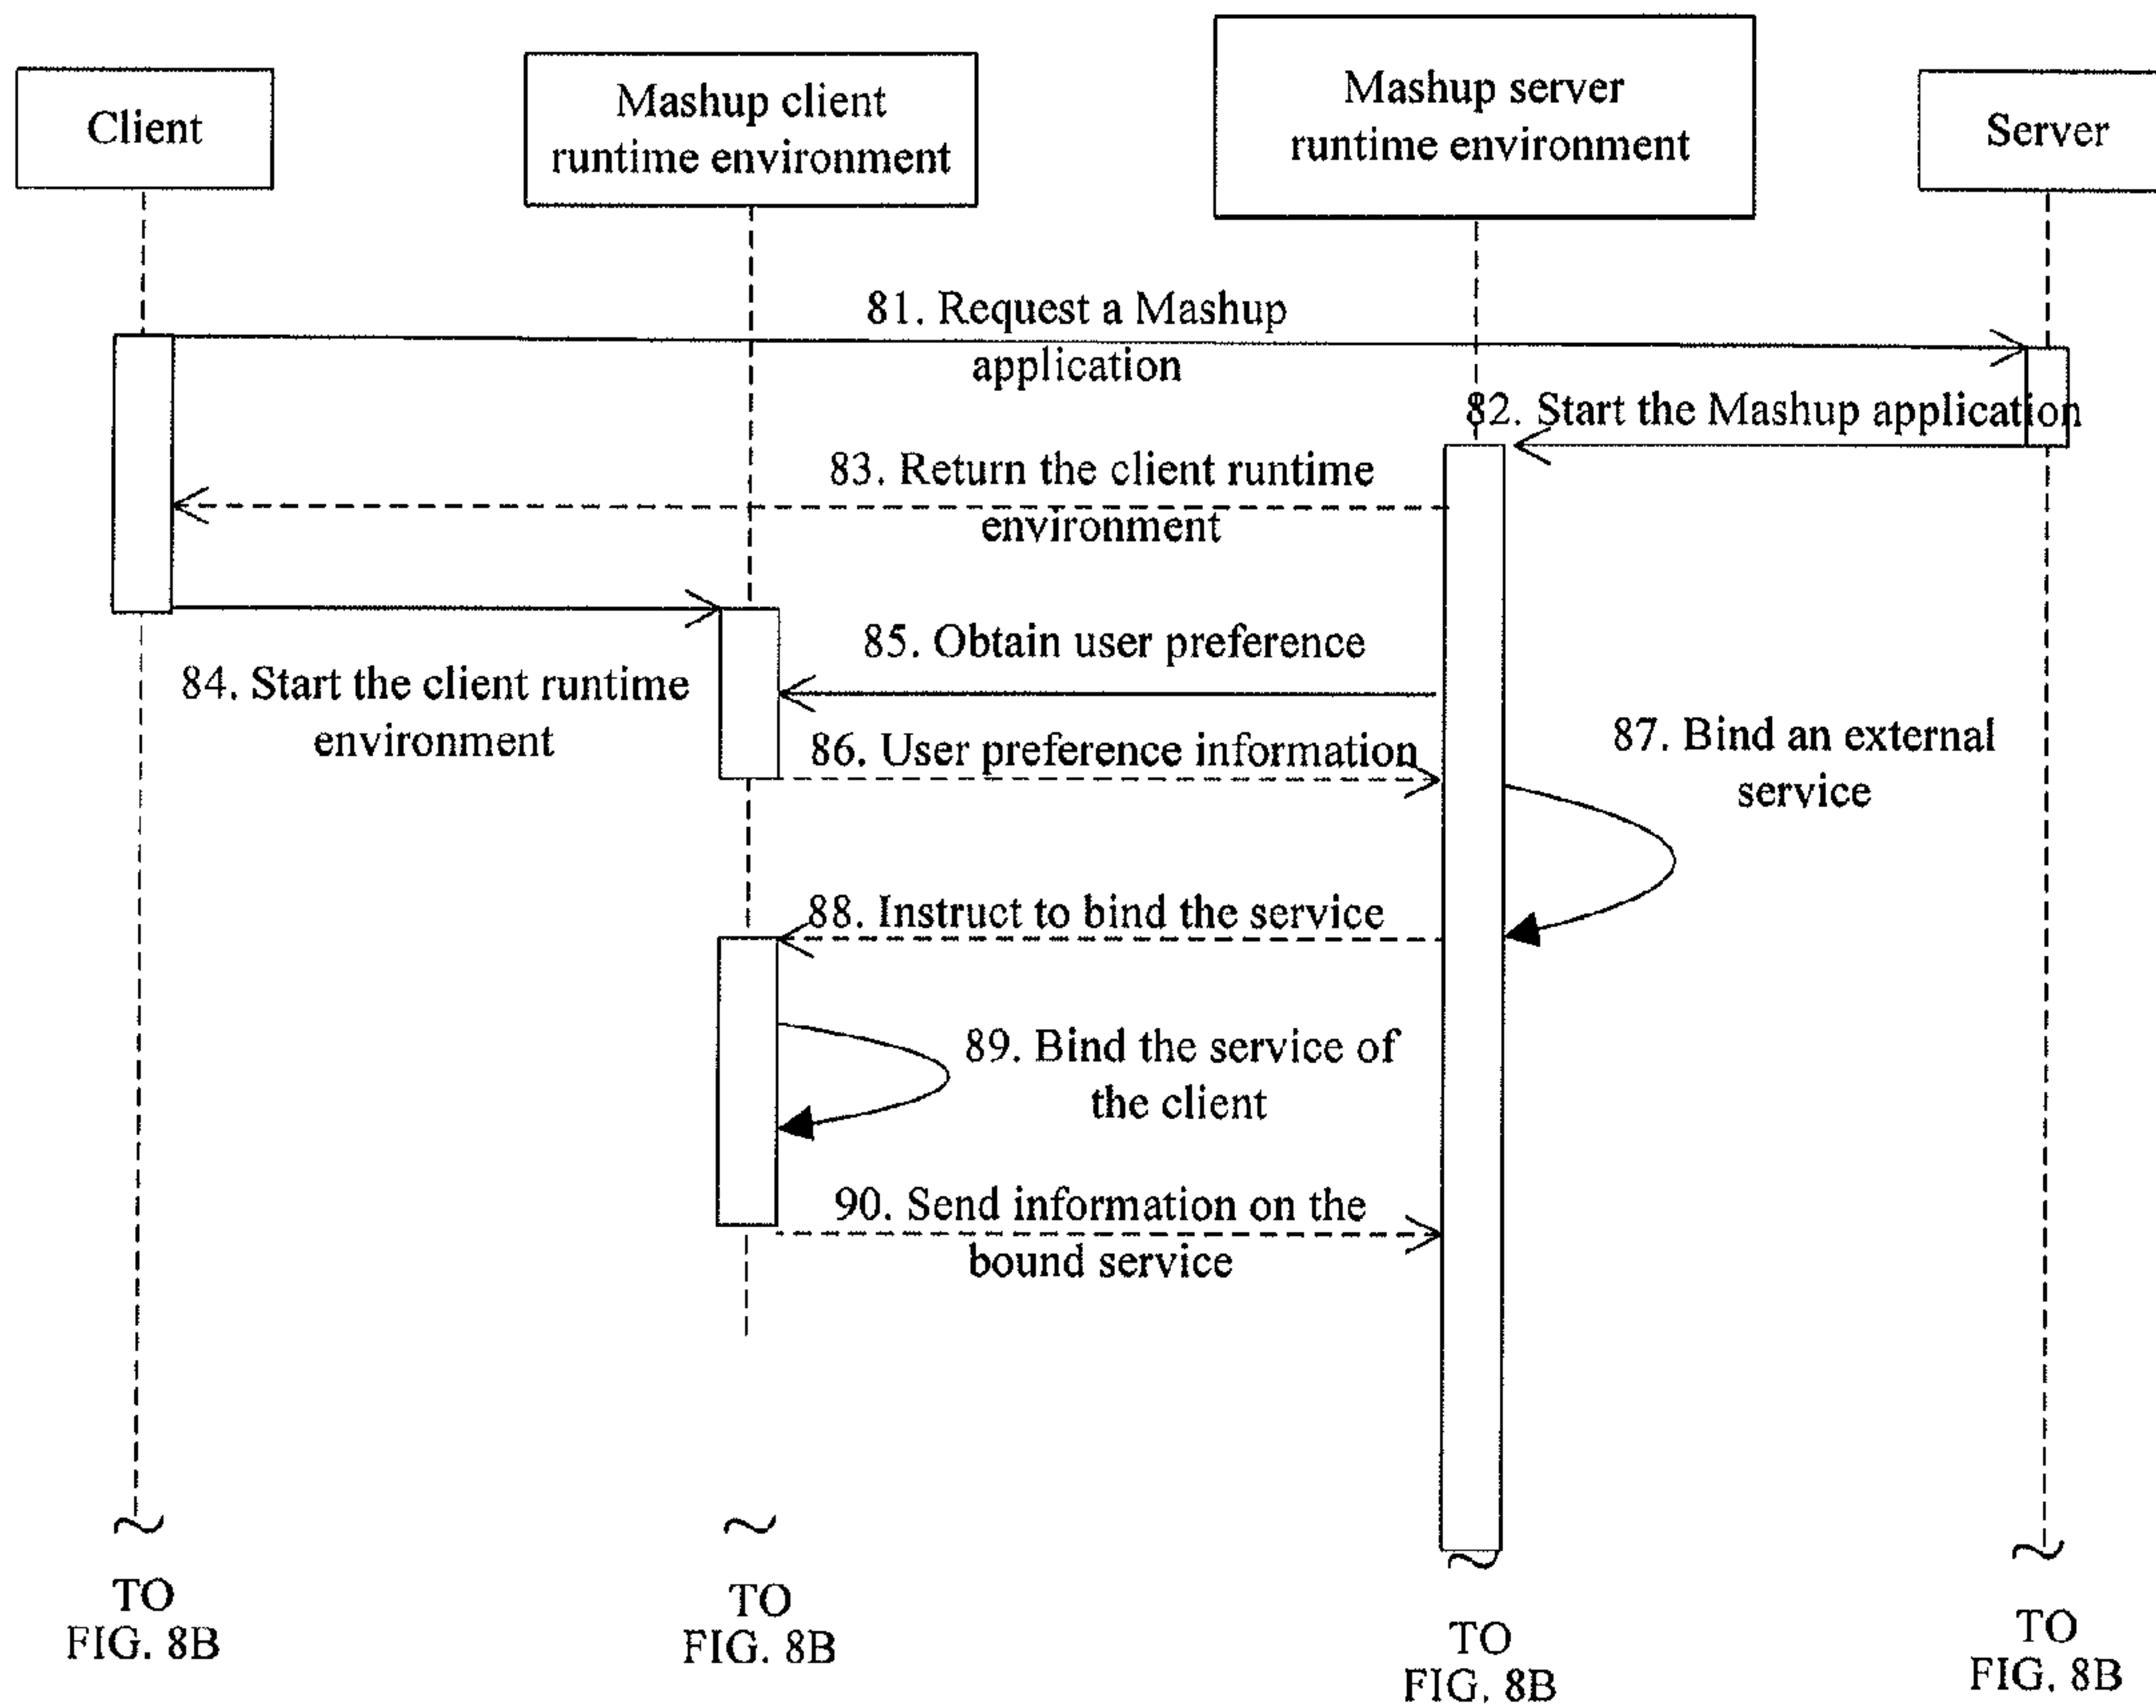 Client
Mashup client
runtime environment
Mashup server
runtime environment
Server
81. Request a Mashup
application
82. Start the Mashup application
83. Return the client runtime
environment
84. Start the client runtime
environment
85. Obtain user preference
86. User preference information
87. Bind an external
service
88. Instruct to bind the service
89. Bind the service of
the client
90. Send information on the
bound service
TO
FIG. 8B
TO
FIG. 8B
TO
FIG. 8B
TO
FIG. 8B